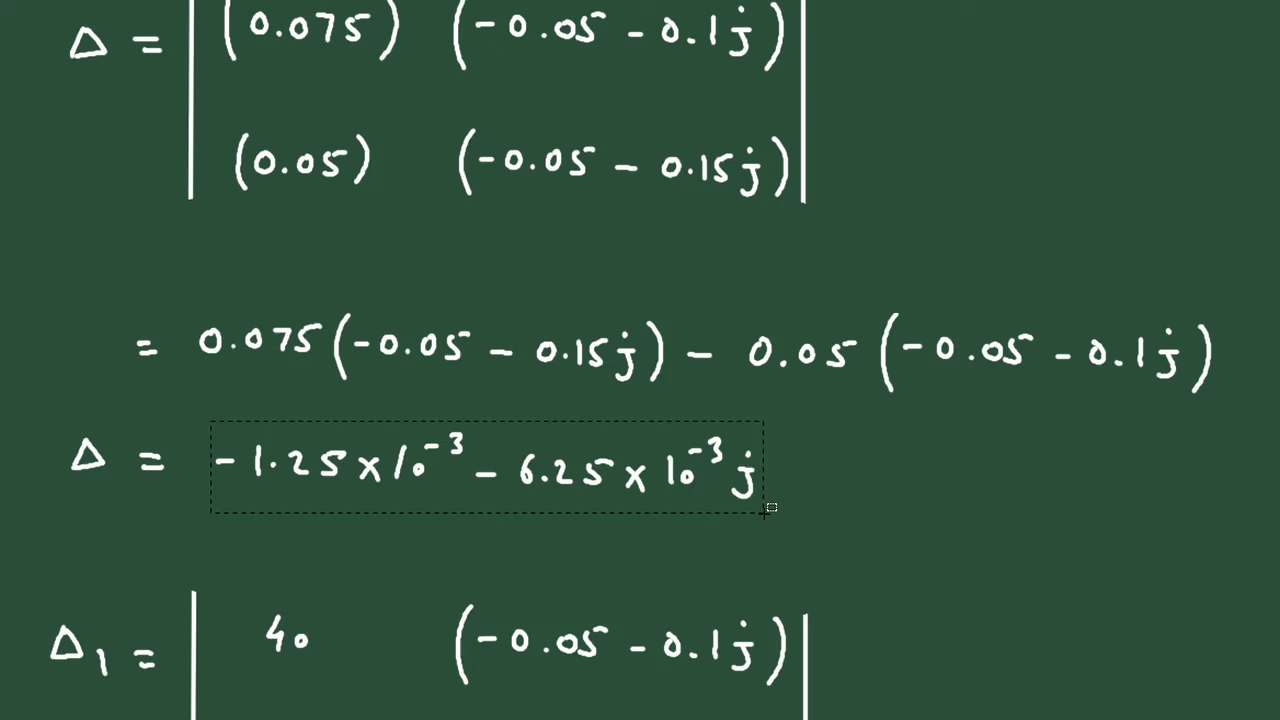 Δ = | (0.075) (-0.05 - 0.1j) |
(0.05) (-0.05 - 0.15j)
= 0.075(-0.05 - 0.15j) - 0.05(-0.05 - 0.1j)
Δ = -1.25×10⁻³ - 6.25×10⁻³j
Δ₁ = | 40 (-0.05 - 0.1j) |